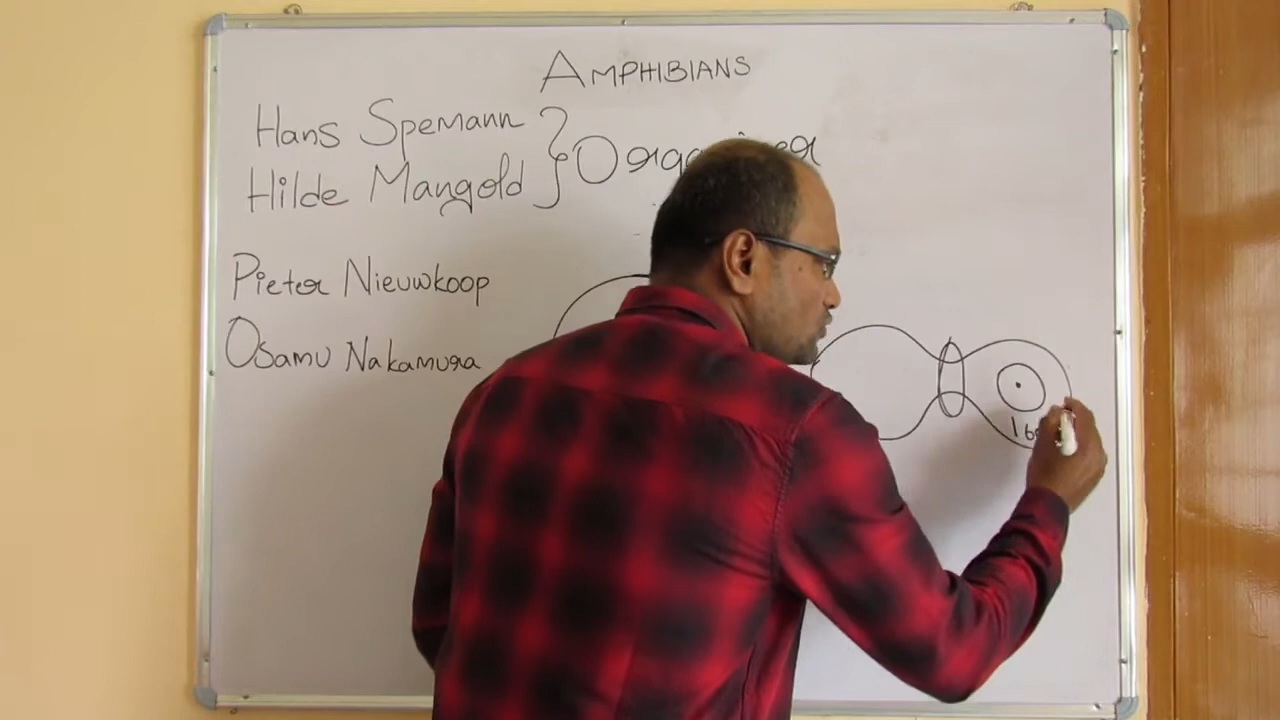 AMPHIBIANS
Hans Spemann
Hilde Mangold
Pieter Nieuwkoop
Osamu Nakamura